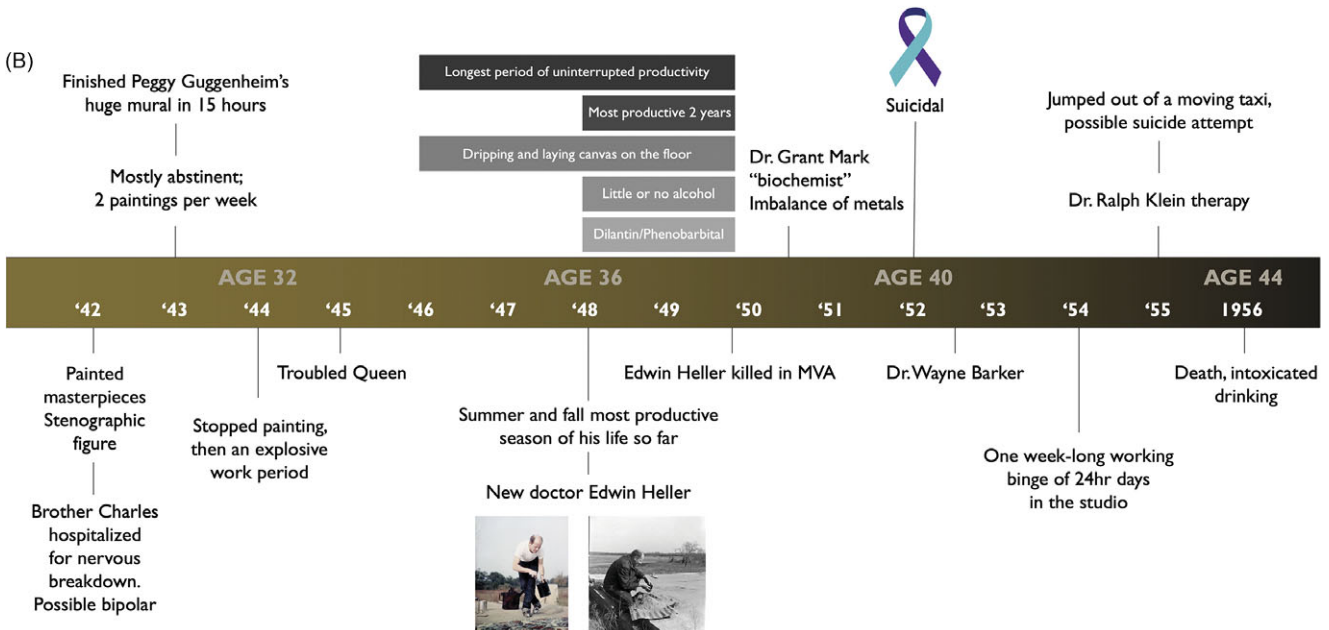 (B)
Finished Peggy Guggenheim's
huge mural in 15 hours
Mostly abstinent;
2 paintings per week
Longest period of uninterrupted productivity
Most productive 2 years
Dripping and laying canvas on the floor
Little or no alcohol
Dilantin/Phenobarbital
Dr. Grant Mark
"biochemist"
Imbalance of metals
Suicidal
Jumped out of a moving taxi,
possible suicide attempt
Dr. Ralph Klein therapy
AGE 32
AGE 36
AGE 40
AGE 44
'42 '43 '44 '45 '46 '47 '48 '49 '50 '51 '52 '53 '54 '55 1956
Painted
masterpieces
Stenographic
figure
Brother Charles
hospitalized
for nervous
breakdown.
Possible bipolar
Stopped painting,
then an explosive
work period
Troubled Queen
Summer and fall most productive
season of his life so far
New doctor Edwin Heller
Edwin Heller killed in MVA
Dr. Wayne Barker
One week-long working
binge of 24hr days
in the studio
Death, intoxicated
drinking